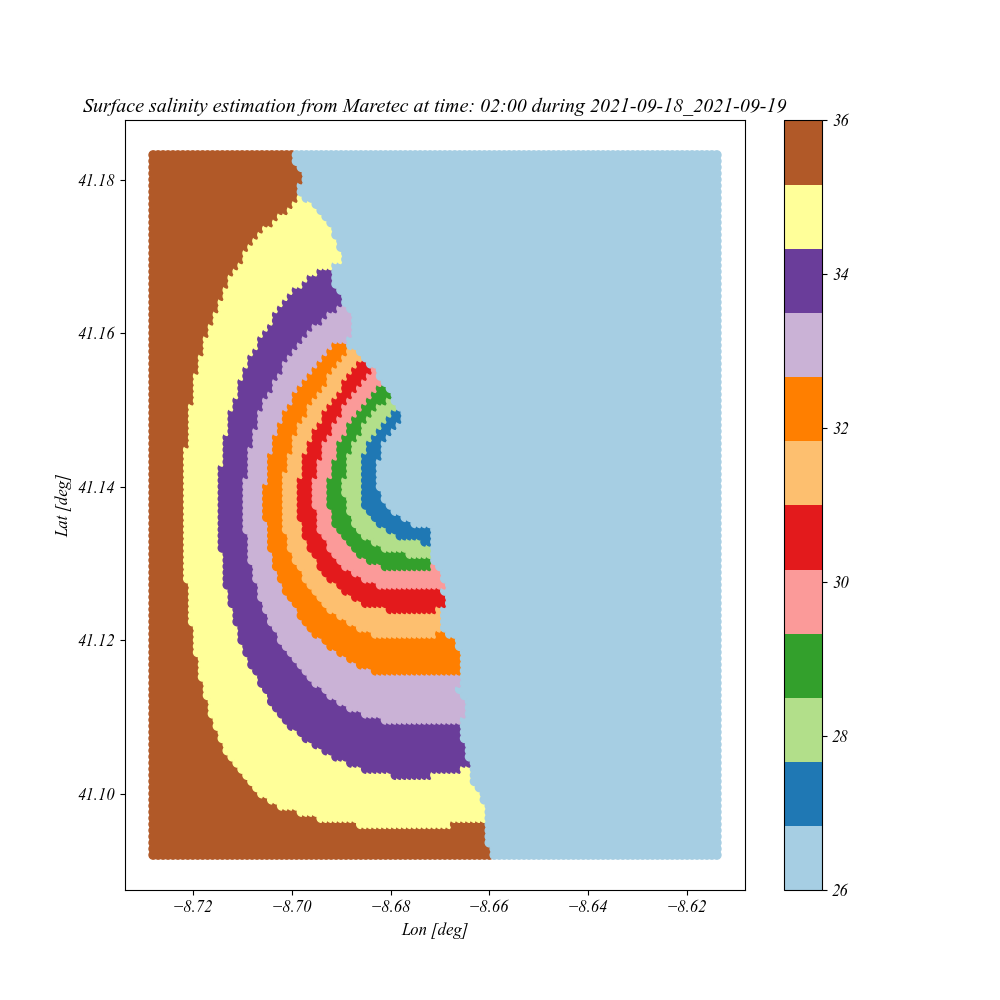 Surface salinity estimation from Maretec at time: 02:00 during 2021-09-18_2021-09-19
36
34
32
30
28
26
41.18
41.16
41.14
41.12
41.10
Lat [deg]
−8.72 −8.70 −8.68 −8.66 −8.64 −8.62
Lon [deg]